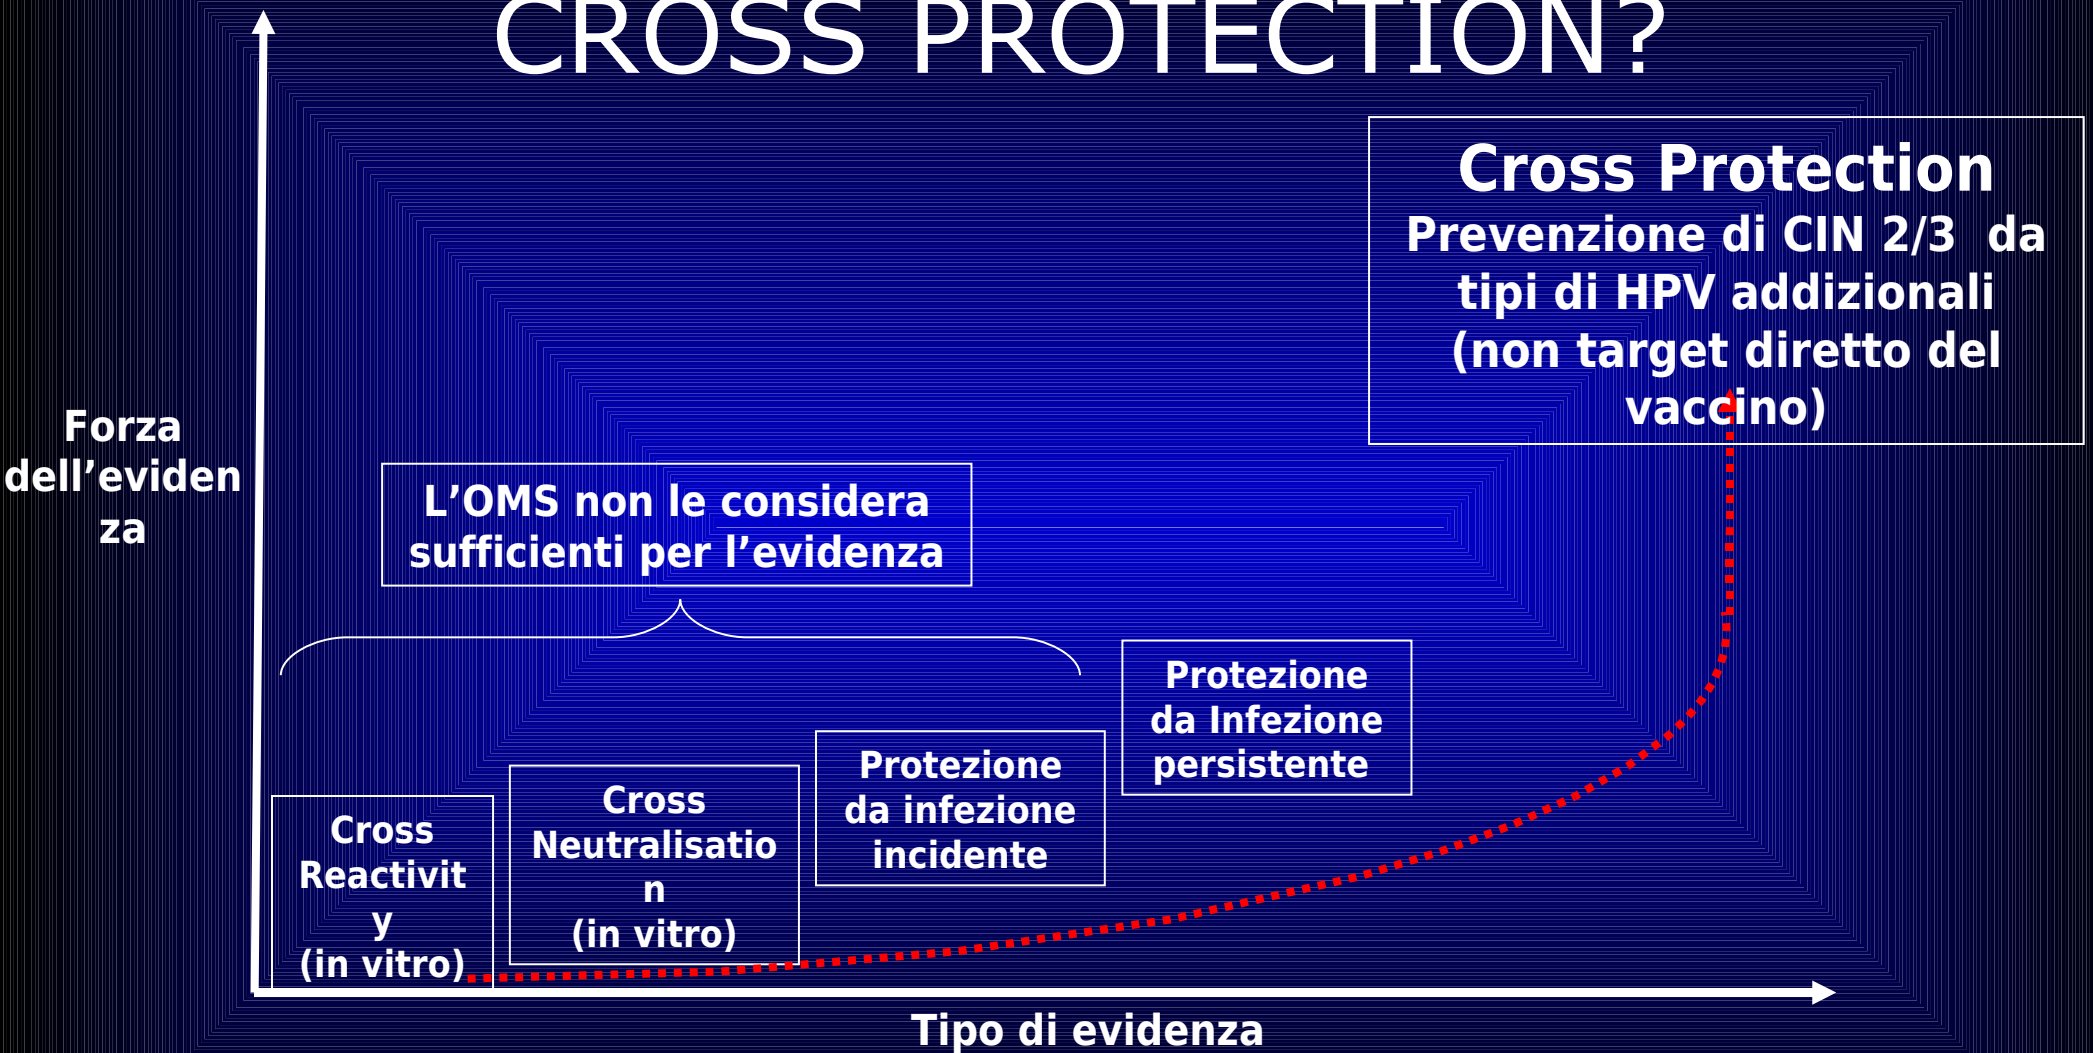 CROSS PROTECTION?
Cross Protection
Prevenzione di CIN 2/3 da
tipi di HPV addizionali
(non target diretto del
vaccino)
Forza
dell’eviden
za
L’OMS non le considera
sufficienti per l’evidenza
Protezione
da Infezione
persistente
Protezione
da infezione
incidente
Cross
Neutralisatio
n
(in vitro)
Cross
Reactivit
y
(in vitro)
Tipo di evidenza